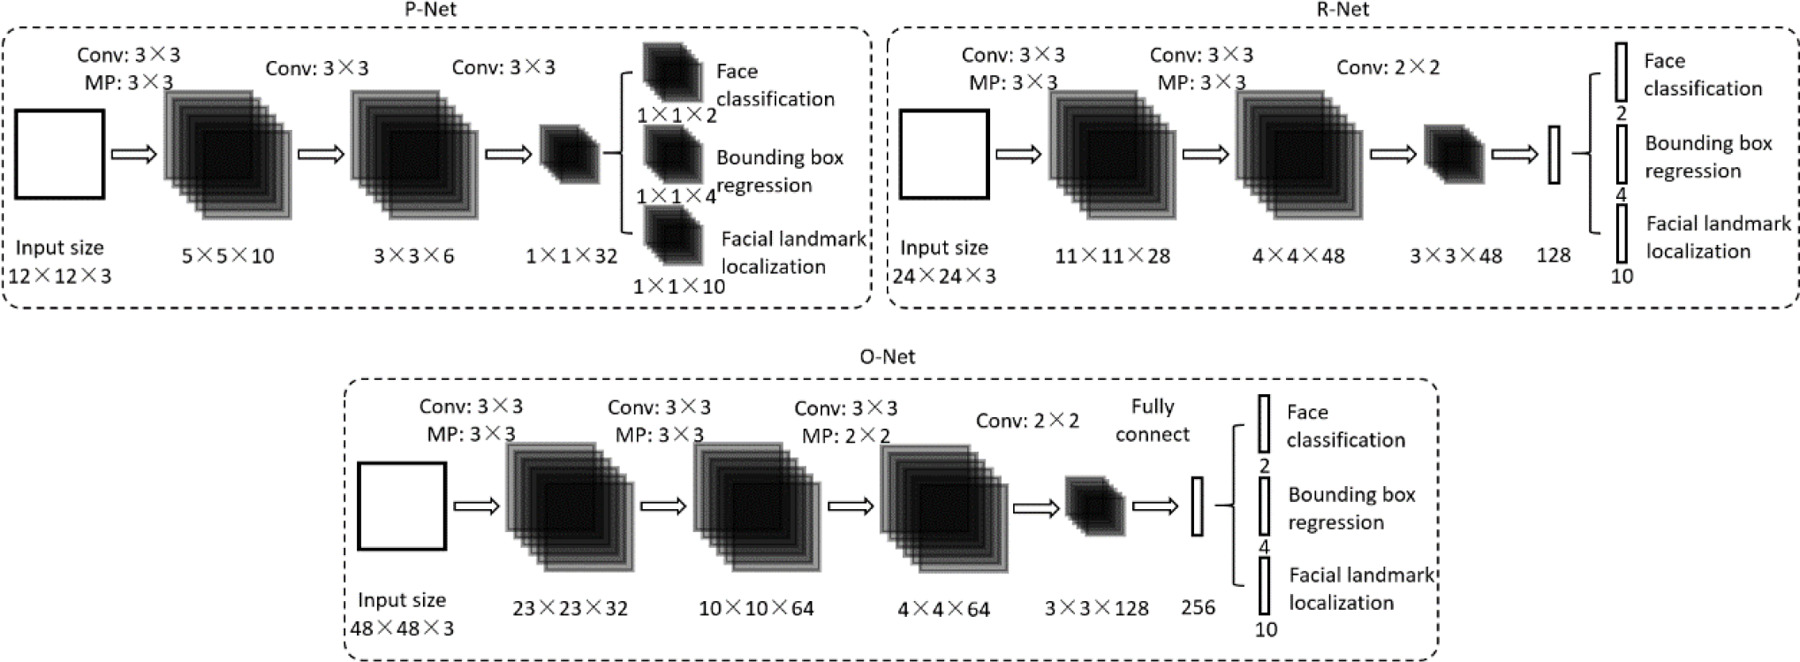 P-Net
Conv: 3×3
MP: 3×3
Conv: 3×3
Conv: 3×3
Face
classification
1×1×2
Bounding box
regression
1×1×4
Facial landmark
localization
1×1×10
Input size
12×12×3
5×5×10
3×3×6
1×1×32
R-Net
Conv: 3×3
MP: 3×3
Conv: 3×3
MP: 3×3
Conv: 2×2
Face
classification
2
Bounding box
regression
4
Facial landmark
localization
10
Input size
24×24×3
11×11×28
4×4×48
3×3×48
128
O-Net
Conv: 3×3
MP: 3×3
Conv: 3×3
MP: 3×3
Conv: 3×3
MP: 2×2
Conv: 2×2
Fully
connect
Face
classification
2
Bounding box
regression
4
Facial landmark
localization
10
Input size
48×48×3
23×23×32
10×10×64
4×4×64
3×3×128
256